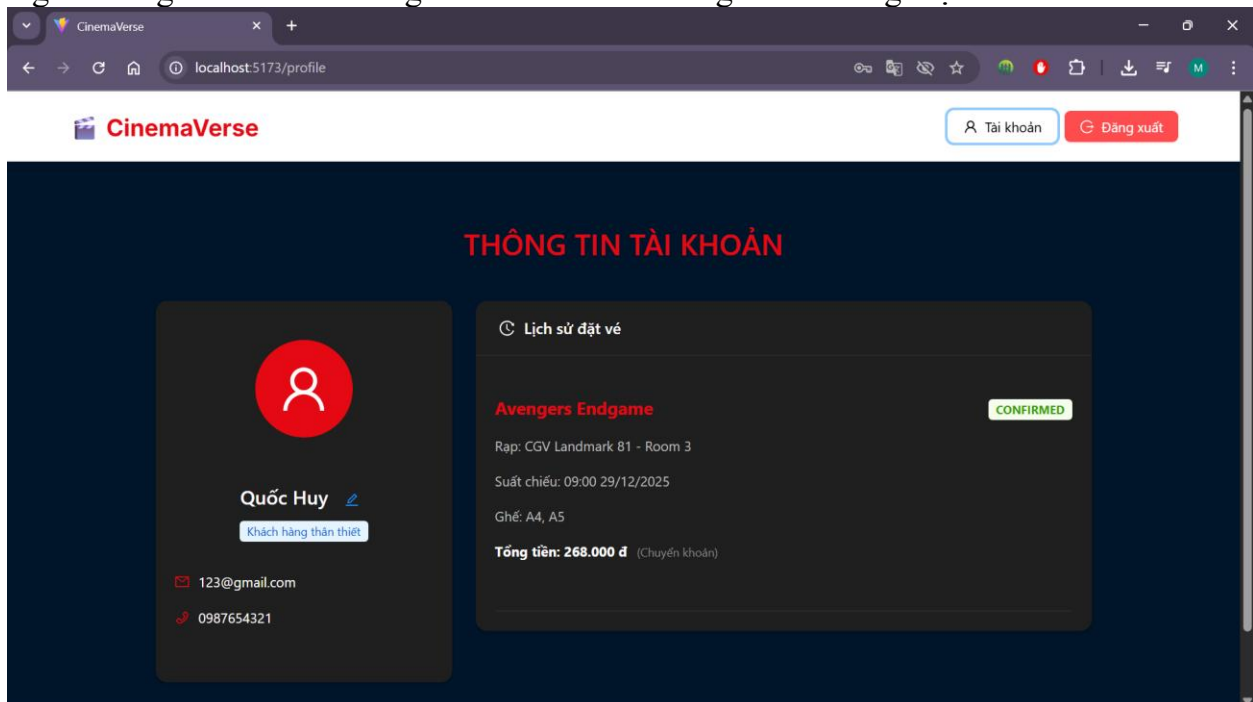 CinemaVerse
localhost:5173/profile
M
CinemaVerse
Tài khoản
Đăng xuất
THÔNG TIN TÀI KHOẢN
Quốc Huy
Khách hàng thân thiết
123@gmail.com
0987654321
Lịch sử đặt vé
Avengers Endgame
CONFIRMED
Rạp: CGV Landmark 81 - Room 3
Suất chiếu: 09:00 29/12/2025
Ghế: A4, A5
Tổng tiền: 268.000 đ (Chuyển khoản)